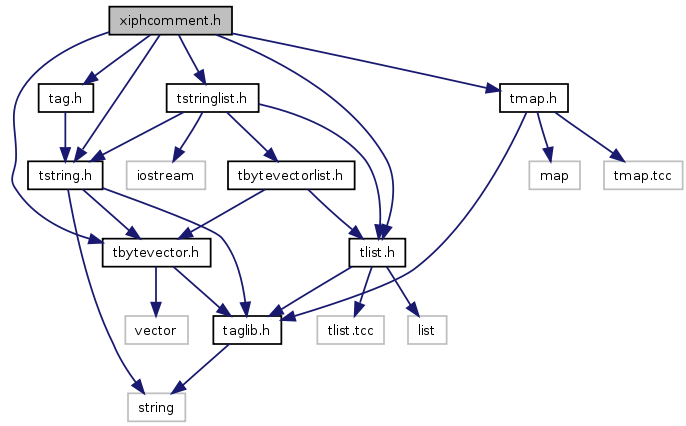 xiphcomment.h
tag.h
tstringlist.h
tmap.h
tstring.h
iostream
tbytevectorlist.h
map
tmap.tcc
tbytevector.h
tlist.h
vector
taglib.h
tlist.tcc
list
string